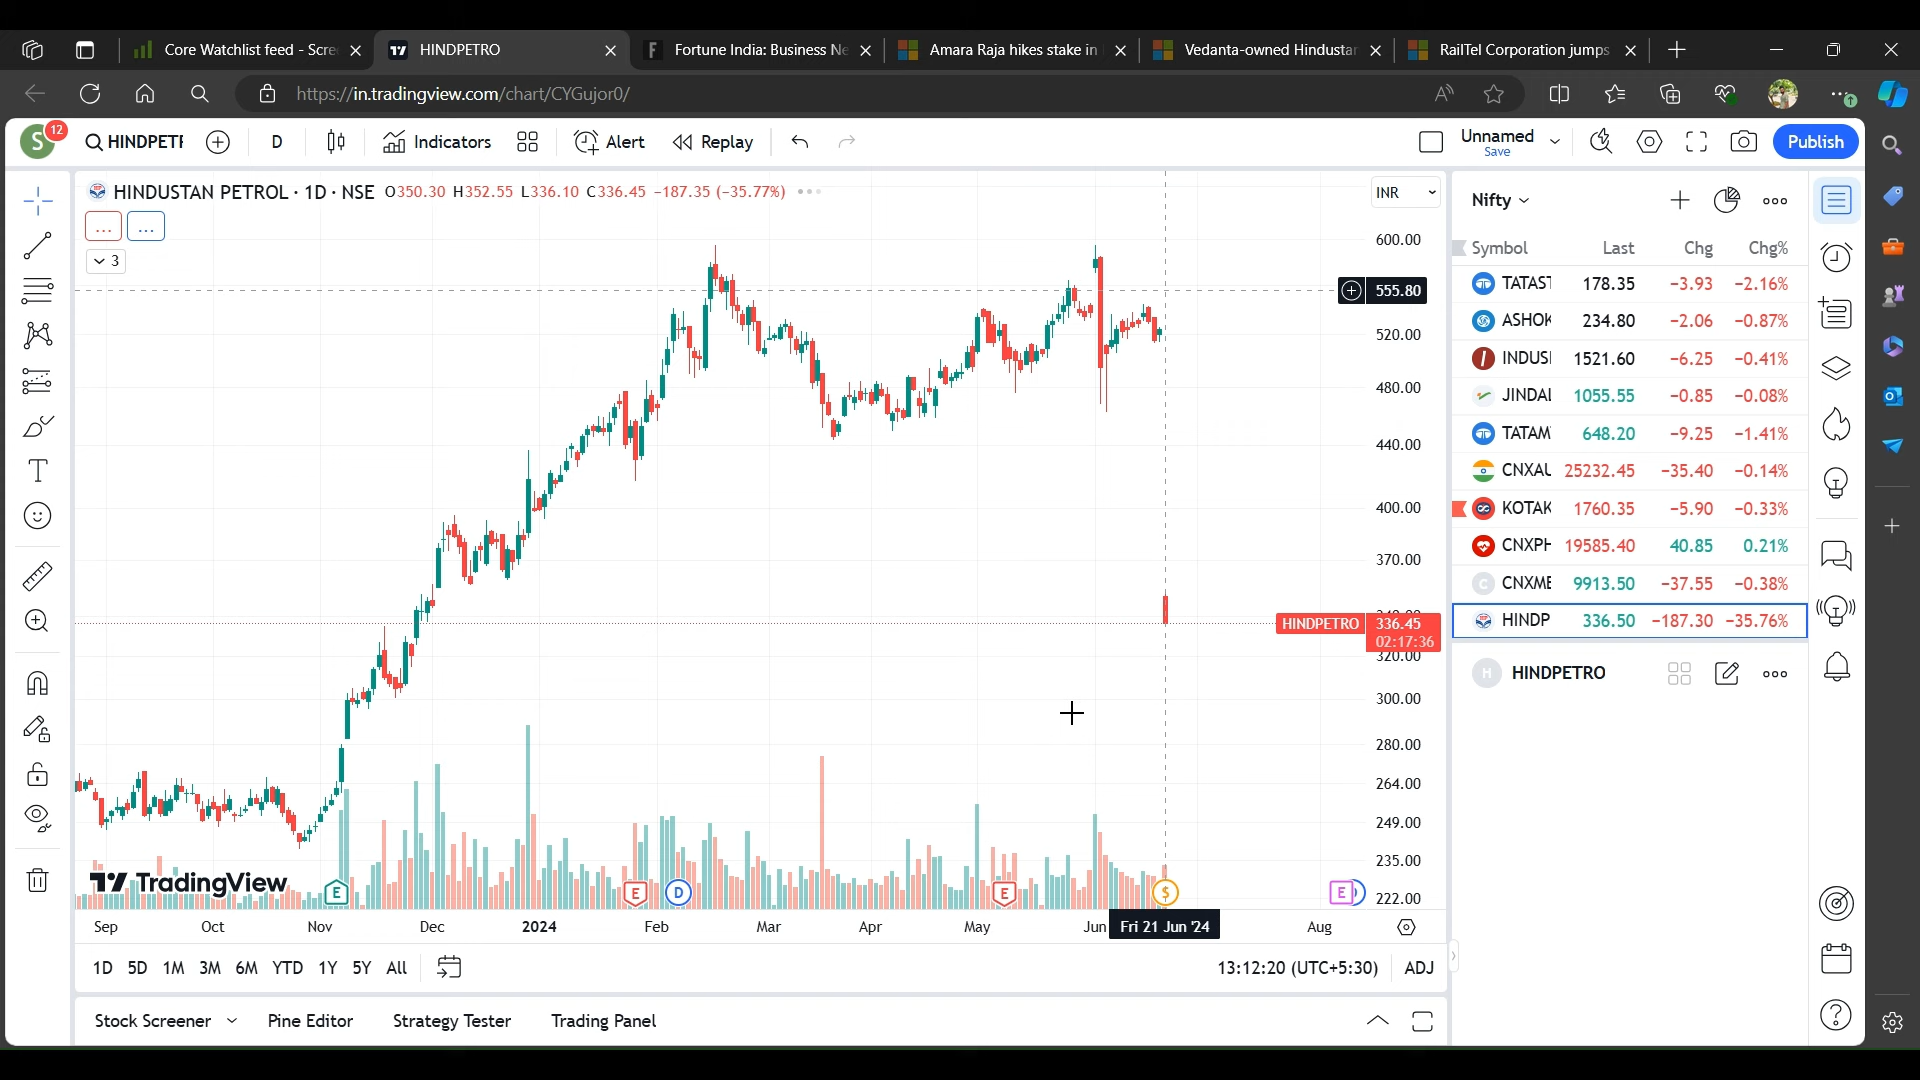 Core Watchlist feed - Scre
HINDPETRO
Fortune India: Business Ne
Amara Raja hikes stake in
Vedanta-owned Hindustan
RailTel Corporation jumps
https://in.tradingview.com/chart/CYGujor0/
S
12
HINDPETR
D
Indicators
Alert
Replay
Unnamed
Save
Publish
HINDUSTAN PETROL · 1D · NSE O350.30 H352.55 L336.10 C336.45 −187.35 (−35.77%)
INR
... ...
3
600.00
555.80
520.00
480.00
440.00
400.00
370.00
HINDPETRO 336.45
02:17:36
320.00
300.00
280.00
264.00
249.00
235.00
222.00
TradingView
E E D E $ E
Sep Oct Nov Dec 2024 Feb Mar Apr May Jun Fri 21 Jun '24 Aug
1D 5D 1M 3M 6M YTD 1Y 5Y All
13:12:20 (UTC+5:30) ADJ
Stock Screener Pine Editor Strategy Tester Trading Panel
Nifty
Symbol Last Chg Chg%
TATAST 178.35 −3.93 −2.16%
ASHOK 234.80 −2.06 −0.87%
INDUSI 1521.60 −6.25 −0.41%
JINDAL 1055.55 −0.85 −0.08%
TATAM 648.20 −9.25 −1.41%
CNXAU 25232.45 −35.40 −0.14%
KOTAK 1760.35 −5.90 −0.33%
CNXPH 19585.40 40.85 0.21%
C CNXME 9913.50 −37.55 −0.38%
HINDP 336.50 −187.30 −35.76%
H HINDPETRO